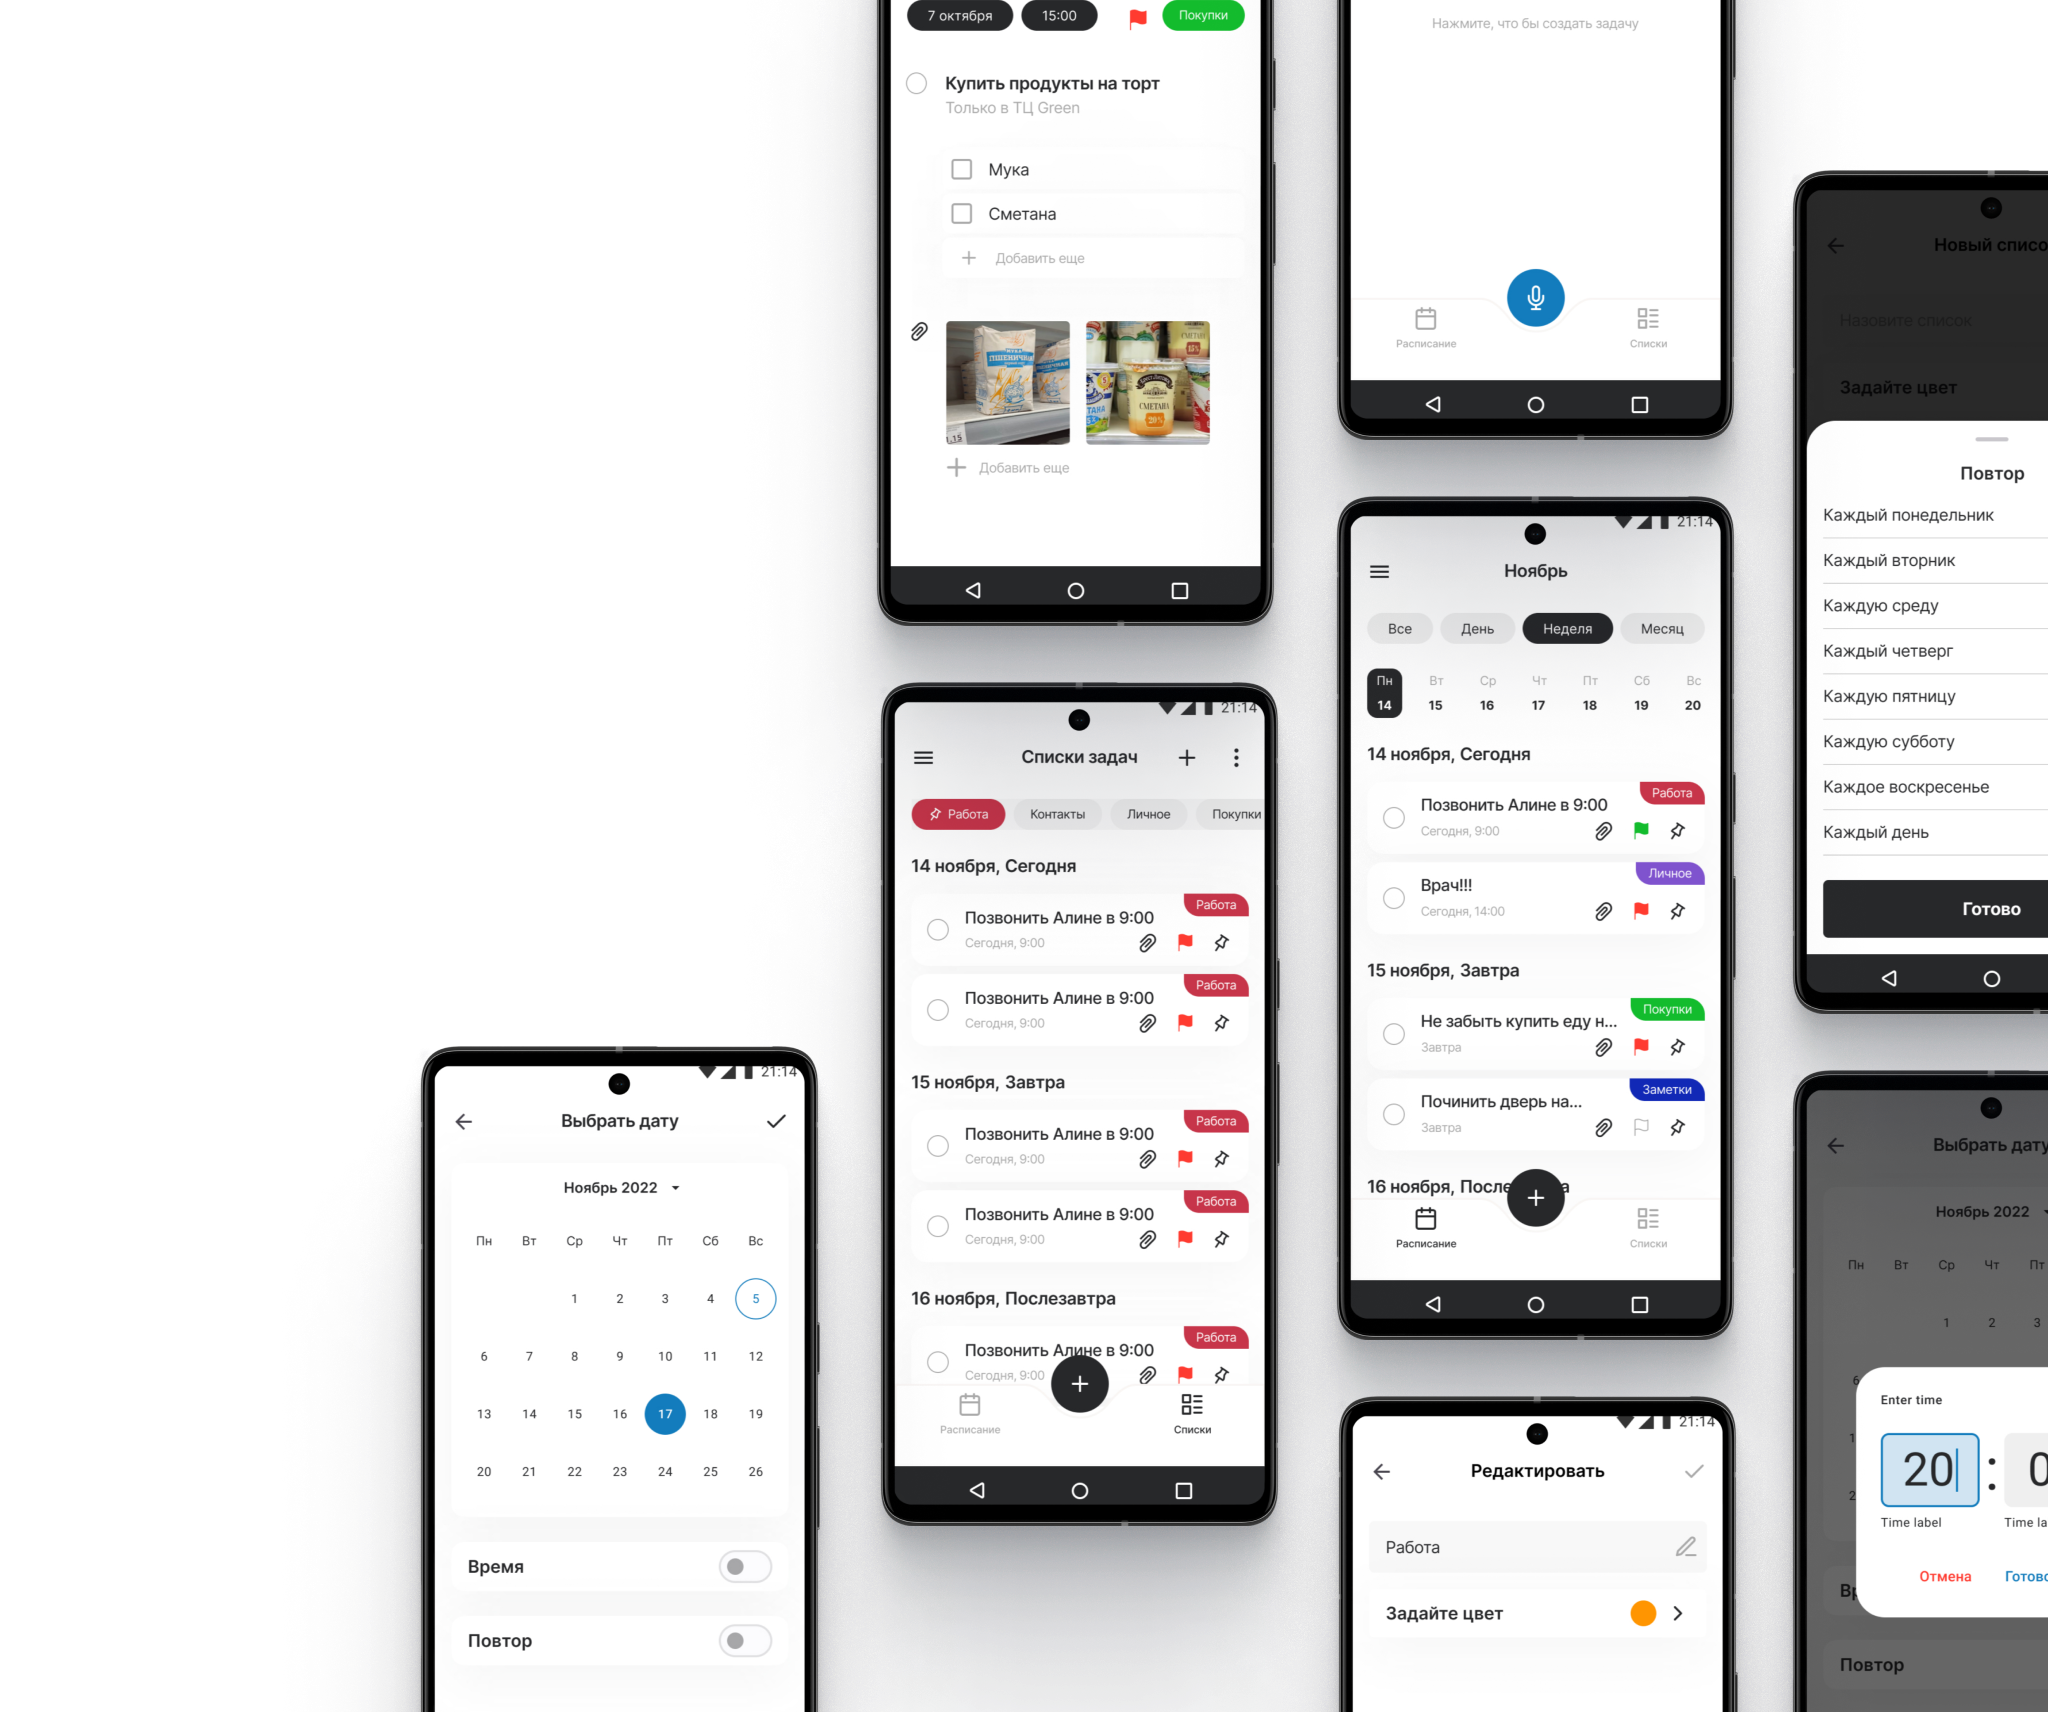 7 октября
15:00
Покупки
Купить продукты на торт
Только в ТЦ Green
Мука
Сметана
Добавить еще
МУКА
ПШЕНИЧНАЯ
СМЕТАНА
20%
СМЕТАНА
15%
Добавить еще
Нажмите, что бы создать задачу
Расписание
Списки
Новый списо
Назовите список
Задайте цвет
Повтор
Каждый понедельник
Каждый вторник
Каждую среду
Каждый четверг
Каждую пятницу
Каждую субботу
Каждое воскресенье
Каждый день
Готово
21:14
Ноябрь
Все День Неделя Месяц
Пн Вт Ср Чт Пт Сб Вс
14 15 16 17 18 19 20
14 ноября, Сегодня
Работа
Позвонить Алине в 9:00
Сегодня, 9:00
Личное
Врач!!!
Сегодня, 14:00
15 ноября, Завтра
Покупки
Не забыть купить еду н...
Завтра
Заметки
Починить дверь на...
Завтра
16 ноября, После а
Расписание
Списки
21:14
Списки задач
Работа Контакты Личное Покупки
14 ноября, Сегодня
Работа
Позвонить Алине в 9:00
Сегодня, 9:00
Работа
Позвонить Алине в 9:00
Сегодня, 9:00
15 ноября, Завтра
Работа
Позвонить Алине в 9:00
Сегодня, 9:00
Работа
Позвонить Алине в 9:00
Сегодня, 9:00
16 ноября, Послезавтра
Работа
Позвонить Алине в 9:00
Сегодня, 9:00
Расписание
Списки
21:14
Выбрать дату
Ноябрь 2022
Пн Вт Ср Чт Пт Сб Вс
1 2 3 4 5
6 7 8 9 10 11 12
13 14 15 16 17 18 19
20 21 22 23 24 25 26
Время
Повтор
21:14
Редактировать
Работа
Задайте цвет
Выбрать дату
Ноябрь 2022
Пн Вт Ср Чт Пт
1 2 3
6
Enter time
20 : 0
Time label Time la
Отмена Готово
Вр
Повтор